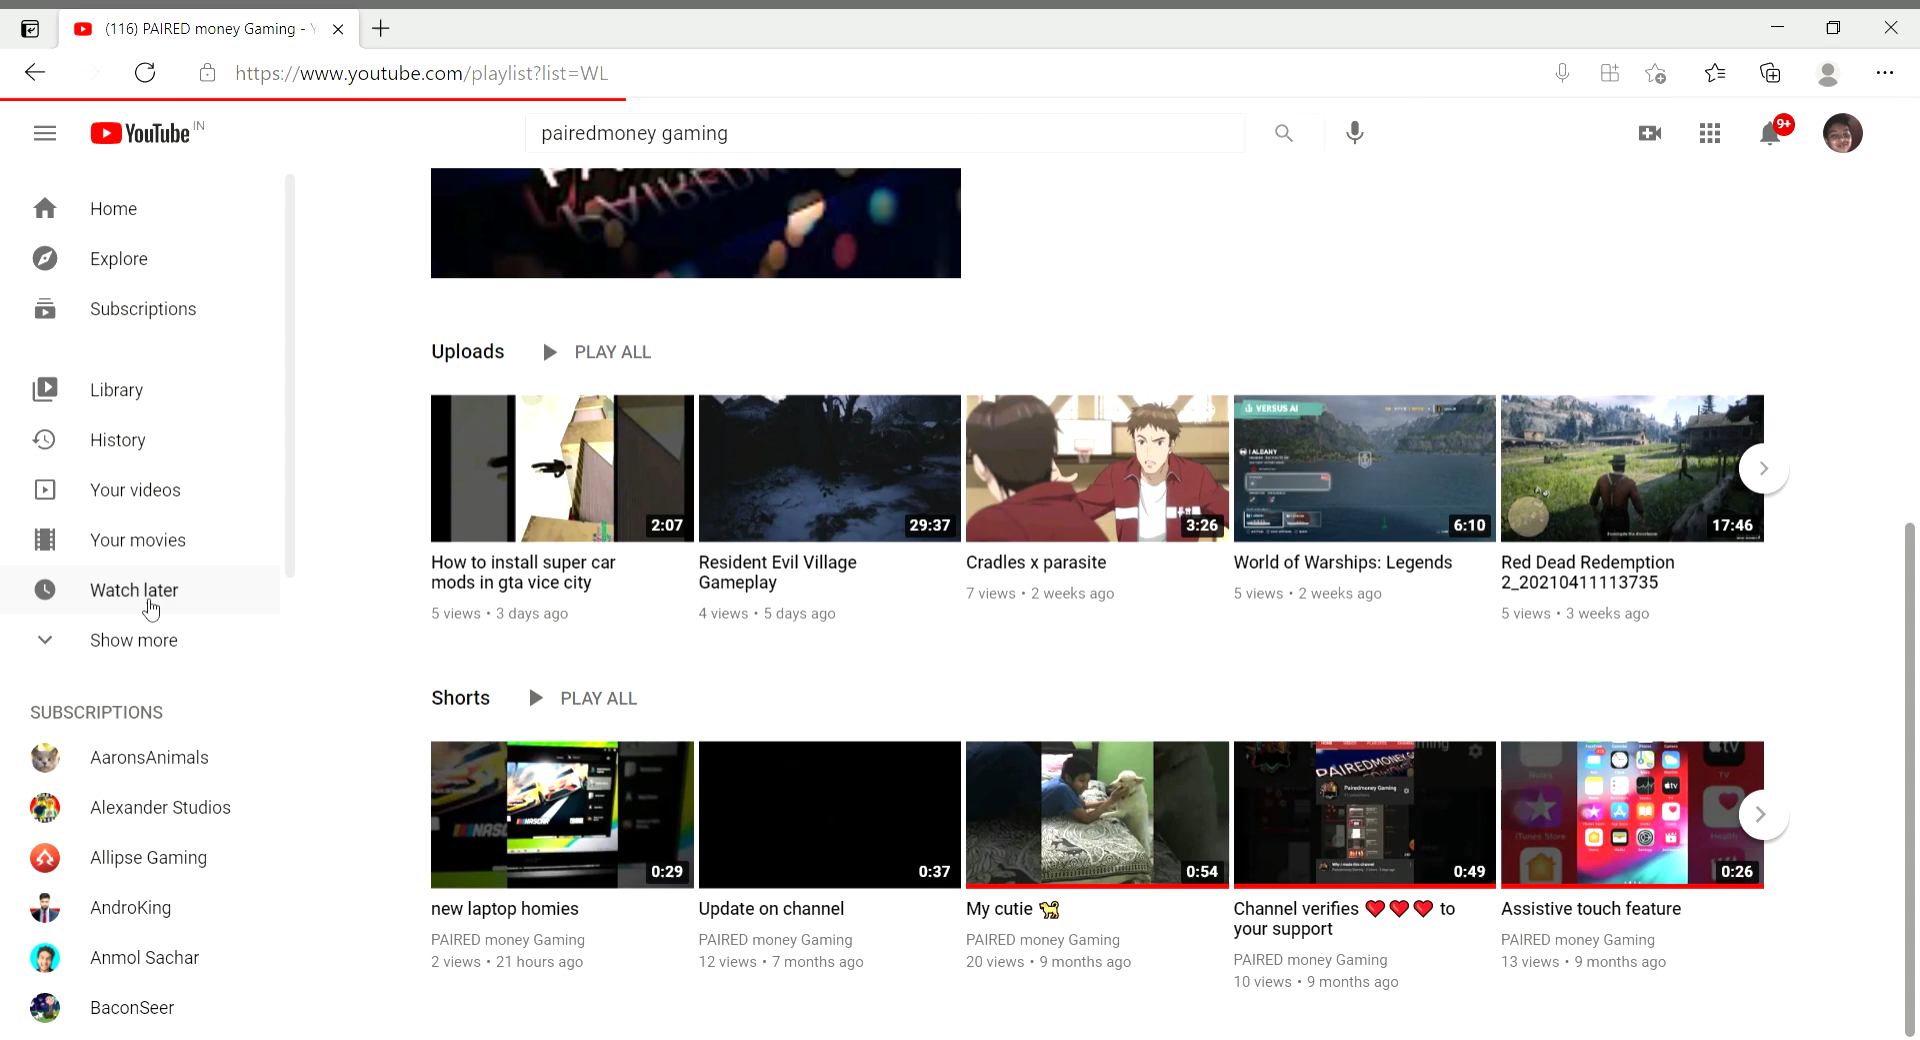 (116) PAIRED money Gaming -
https://www.youtube.com/playlist?list=WL
YouTube IN
pairedmoney gaming
9+
Home
Explore
Subscriptions
Library
History
Your videos
Your movies
Watch later
Show more
SUBSCRIPTIONS
AaronsAnimals
Alexander Studios
Allipse Gaming
AndroKing
Anmol Sachar
BaconSeer
Uploads PLAY ALL
VERSUS AI
ALBANY
2:07
29:37
3:26
6:10
17:46
How to install super car
mods in gta vice city
5 views • 3 days ago
Resident Evil Village
Gameplay
4 views • 5 days ago
Cradles x parasite
7 views • 2 weeks ago
World of Warships: Legends
5 views • 2 weeks ago
Red Dead Redemption
2_20210411113735
5 views • 3 weeks ago
Shorts PLAY ALL
Pairedmoney Gaming
0:29
0:37
0:54
0:49
0:26
new laptop homies
PAIRED money Gaming
2 views • 21 hours ago
Update on channel
PAIRED money Gaming
12 views • 7 months ago
My cutie 🐕
PAIRED money Gaming
20 views • 9 months ago
Channel verifies ❤️❤️❤️ to
your support
PAIRED money Gaming
10 views • 9 months ago
Assistive touch feature
PAIRED money Gaming
13 views • 9 months ago